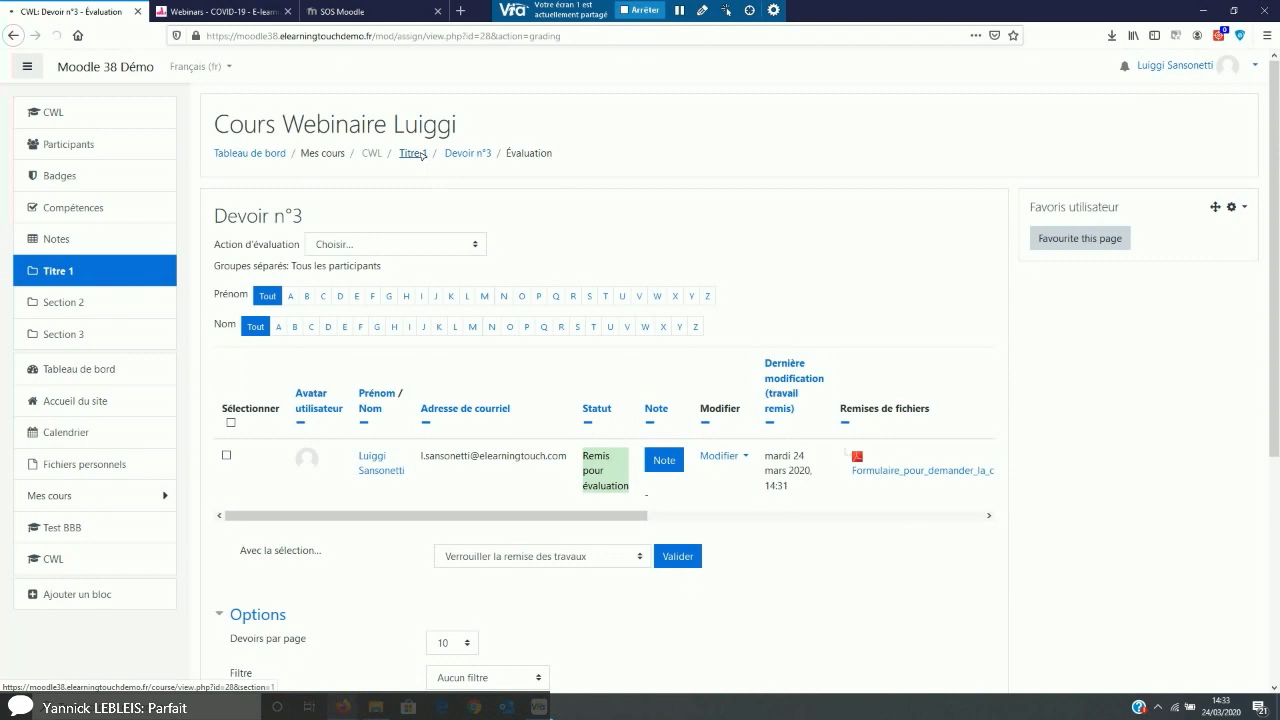 CWL: Devoir n°3 - Évaluation
Webinars - COVID-19 - E-learn
SOS Moodle
Via
Votre écran 1 est actuellement partagé
Arrêter
https://moodle38.elearningtouchdemo.fr/mod/assign/view.php?id=28&action=grading
Moodle 38 Démo
Français (fr)
Luiggi Sansonetti
CWL
Participants
Badges
Compétences
Notes
Titre 1
Section 2
Section 3
Tableau de bord
Accueil du site
Calendrier
Fichiers personnels
Mes cours
Test BBB
CWL
Ajouter un bloc
Cours Webinaire Luiggi
Tableau de bord / Mes cours / CWL / Titre 1 / Devoir n°3 / Évaluation
Devoir n°3
Action d'évaluation Choisir...
Groupes séparés: Tous les participants
Prénom Tout A B C D E F G H I J K L M N O P Q R S T U V W X Y Z
Nom Tout A B C D E F G H I J K L M N O P Q R S T U V W X Y Z
Sélectionner
Avatar utilisateur
Prénom / Nom
Adresse de courriel
Statut
Note
Modifier
Dernière modification (travail remis)
Remises de fichiers
Luiggi Sansonetti
l.sansonetti@elearningtouch.com
Remis pour évaluation
Note
-
Modifier
mardi 24 mars 2020, 14:31
Formulaire_pour_demander_la_c
Avec la sélection...
Verrouiller la remise des travaux
Valider
Options
Devoirs par page 10
Filtre Aucun filtre
Favoris utilisateur
Favourite this page
https://moodle38.elearningtouchdemo.fr/course/view.php?id=28&section=1
Yannick LEBLEIS: Parfait
14:33
24/03/2020
21